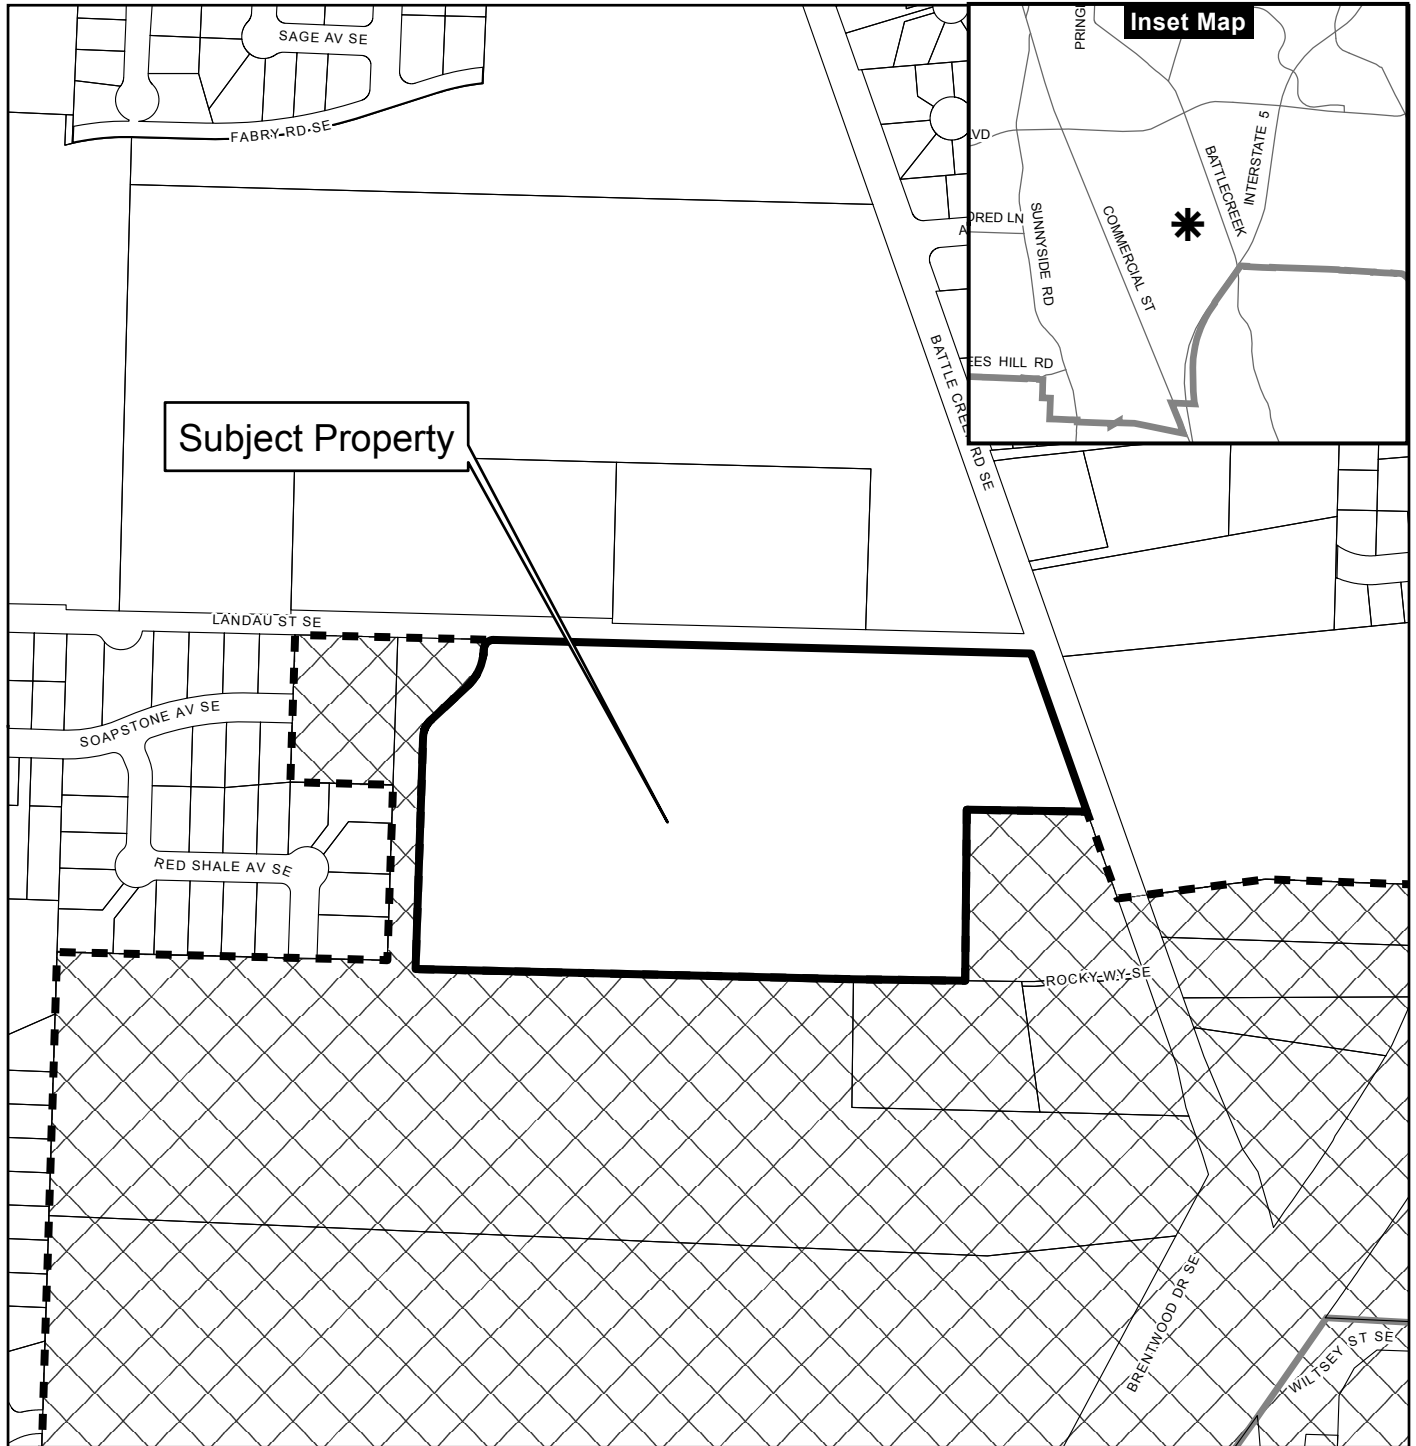 SAGE AV SE
FABRY RD SE
Inset Map
PRING
LVD
INTERSTATE 5
BATTLECREEK
DRED LN
A
SUNNYSIDE RD
COMMERCIAL ST
EES HILL RD
BATTLE CREEK RD SE
Subject Property
LANDAU ST SE
SOAPSTONE AV SE
RED SHALE AV SE
ROCKY WY SE
BRENTWOOD DR SE
WILTSEY ST SE